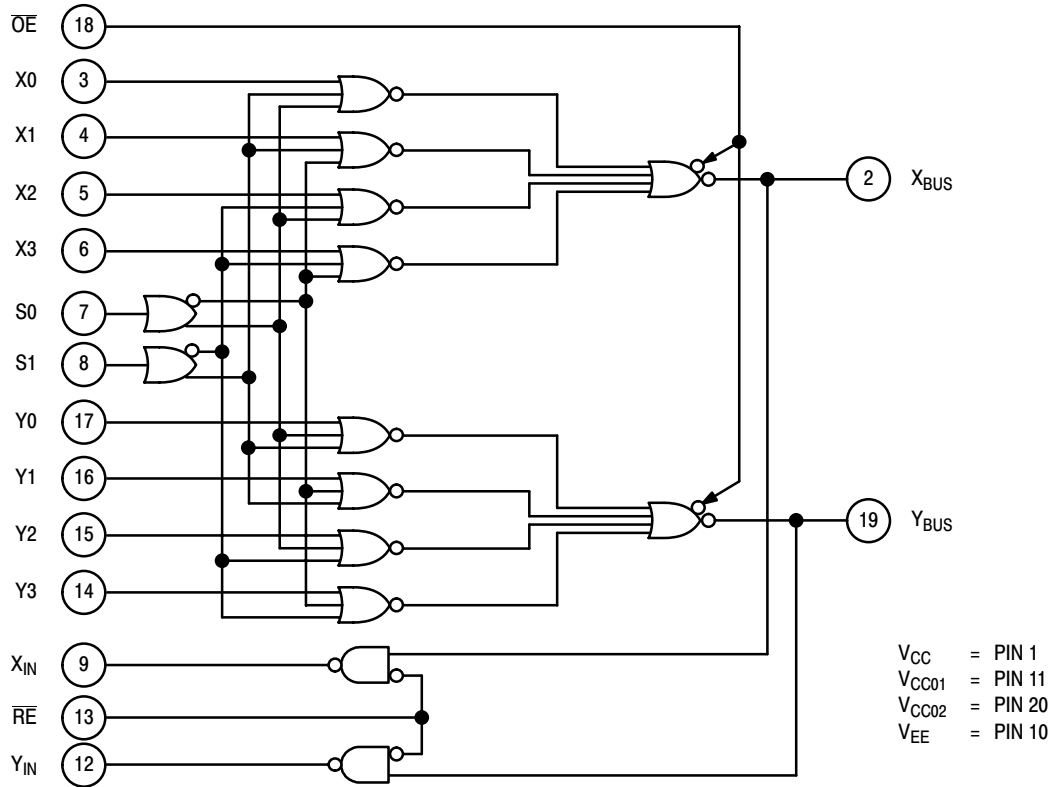 OE 18
X0 3
X1 4
X2 5
X3 6
S0 7
S1 8
Y0 17
Y1 16
Y2 15
Y3 14
XIN 9
RE 13
YIN 12
2 XBUS
19 YBUS
VCC = PIN 1
VCC01 = PIN 11
VCC02 = PIN 20
VEE = PIN 10